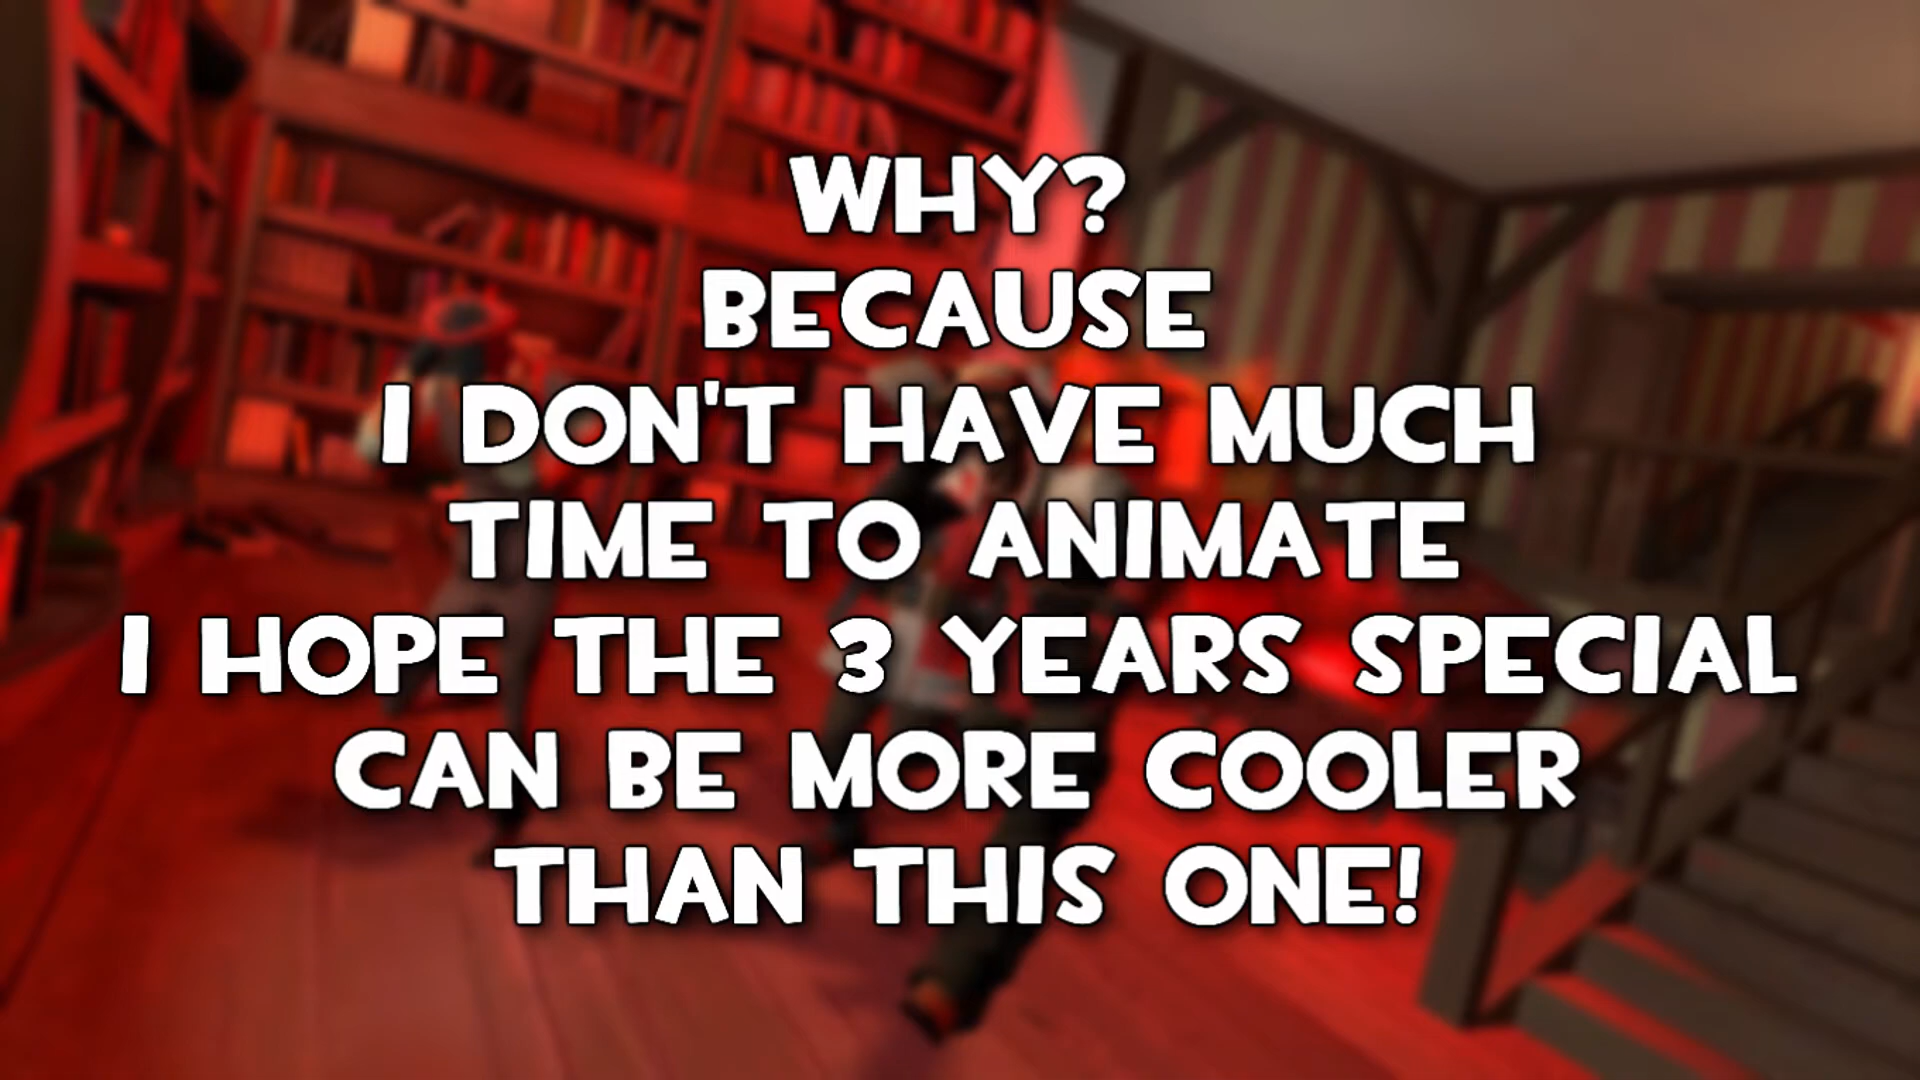 WHY?
BECAUSE
I DON'T HAVE MUCH
TIME TO ANIMATE
I HOPE THE 3 YEARS SPECIAL
CAN BE MORE COOLER
THAN THIS ONE!